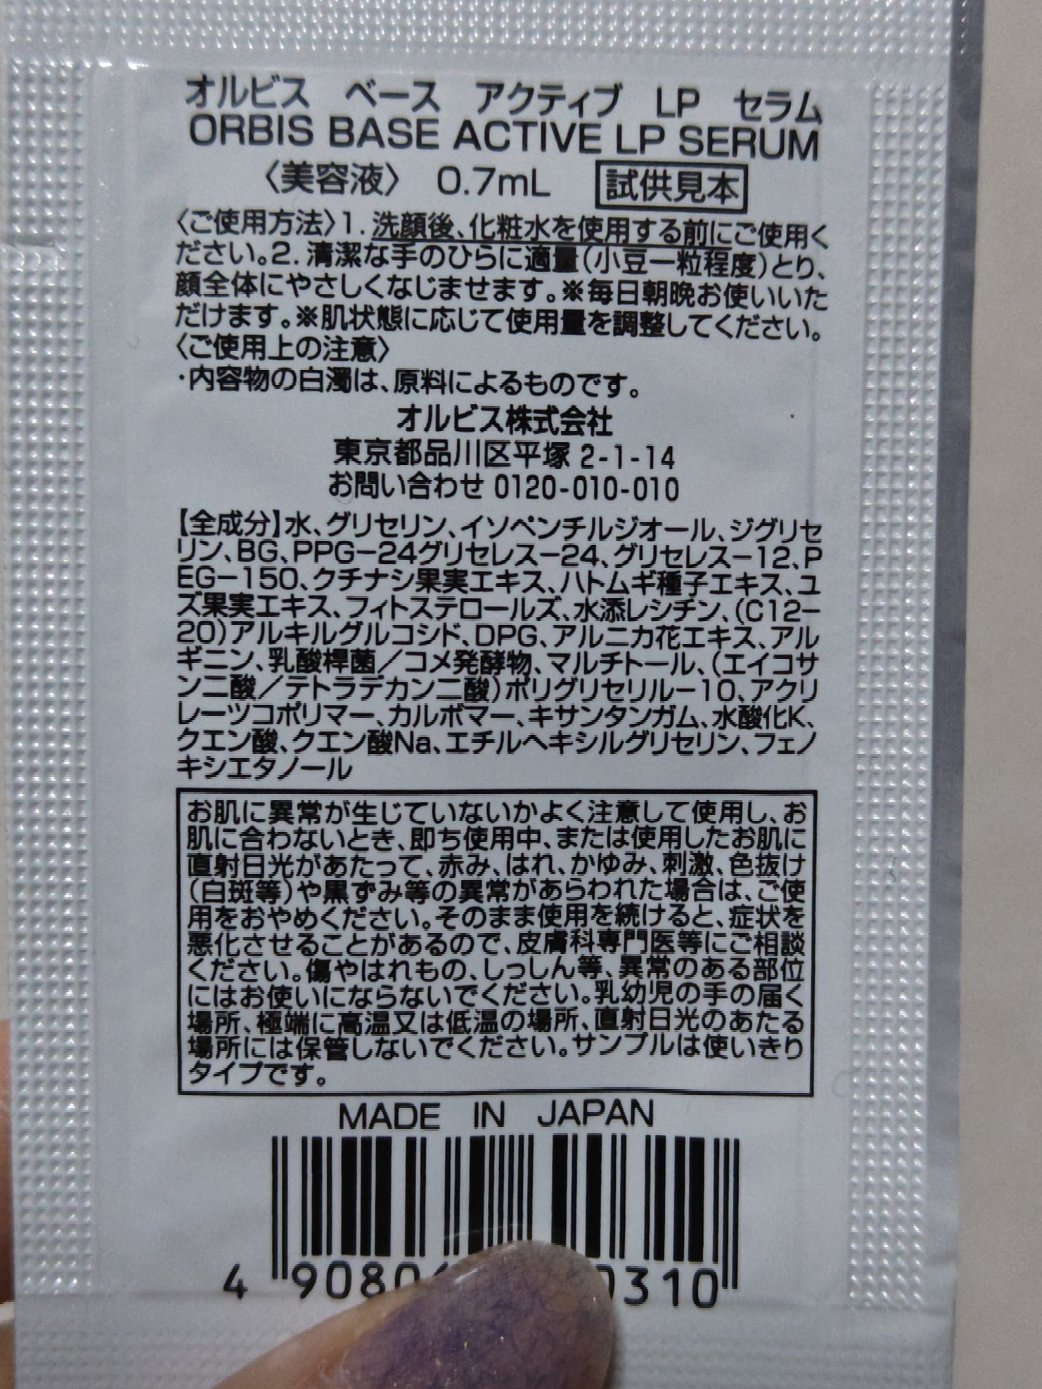 オルビス ベース アクティブ LP セラム
ORBIS BASE ACTIVE LP SERUM
〈美容液〉 0.7mL 試供見本
〈ご使用方法〉1. 洗顔後、化粧水を使用する前にご使用く
ださい。2. 清潔な手のひらに適量(小豆一粒程度)とり、
顔全体にやさしくなじませます。※毎日朝晩お使いいた
だけます。※肌状態に応じて使用量を調整してください。
〈ご使用上の注意〉
・内容物の白濁は、原料によるものです。
オルビス株式会社
東京都品川区平塚 2-1-14
お問い合わせ 0120-010-010
【全成分】水、グリセリン、イソペンチルジオール、ジグリセ
リン、BG、PPG－24グリセレス－24、グリセレス－12、P
EG－150、クチナシ果実エキス、ハトムギ種子エキス、ユ
ズ果実エキス、フィトステロールズ、水添レシチン、(C12－
20)アルキルグルコシド、DPG、アルニカ花エキス、アル
ギニン、乳酸桿菌／コメ発酵物、マルチトール、(エイコサ
ン二酸／テトラデカン二酸)ポリグリセリル－10、アクリ
レーツコポリマー、カルボマー、キサンタンガム、水酸化K、
クエン酸、クエン酸Na、エチルヘキシルグリセリン、フェノ
キシエタノール
お肌に異常が生じていないかよく注意して使用し、お
肌に合わないとき、即ち使用中、または使用したお肌に
直射日光があたって、赤み、はれ、かゆみ、刺激、色抜け
(白斑等)や黒ずみ等の異常があらわれた場合は、ご使
用をおやめください。そのまま使用を続けると、症状を
悪化させることがあるので、皮膚科専門医等にご相談
ください。傷やはれもの、しっしん等、異常のある部位
にはお使いにならないでください。乳幼児の手の届く
場所、極端に高温又は低温の場所、直射日光のあたる
場所には保管しないでください。サンプルは使いきり
タイプです。
MADE IN JAPAN
4 9080 0310